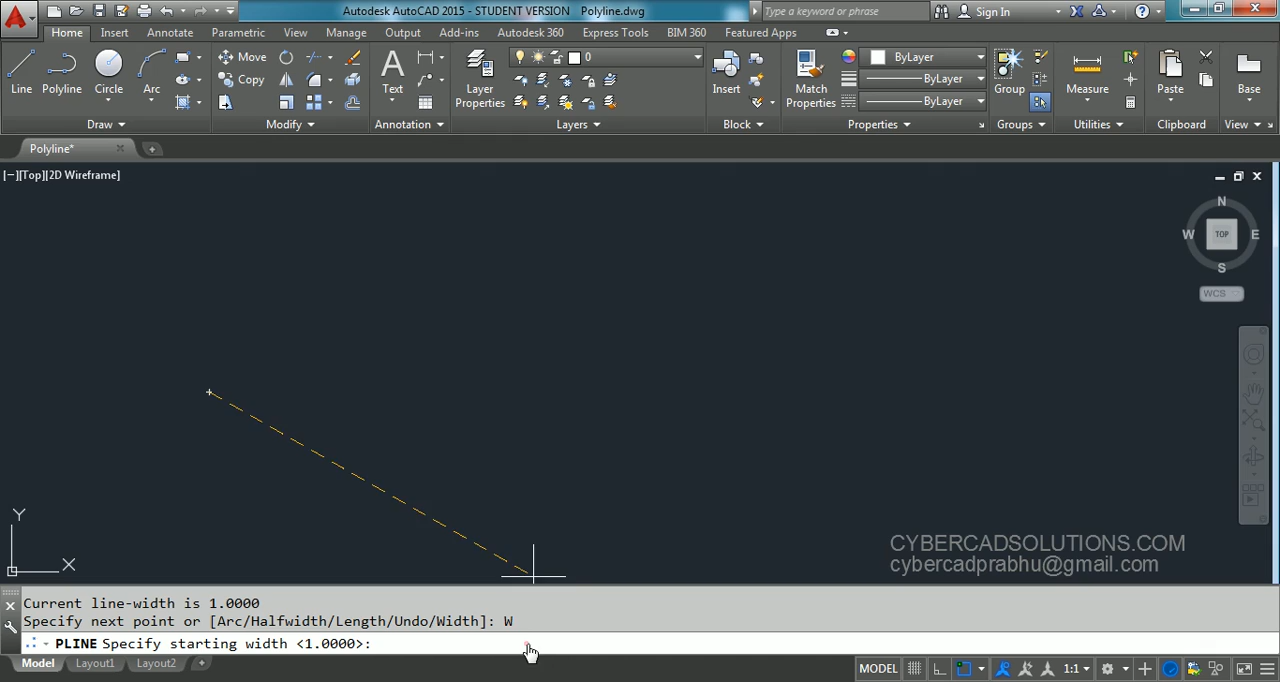 Autodesk AutoCAD 2015 - STUDENT VERSION Polyline.dwg
Type a keyword or phrase
Sign In
Home Insert Annotate Parametric View Manage Output Add-ins Autodesk 360 Express Tools BIM 360 Featured Apps
Line Polyline Circle Arc
Move
Copy
Text
Layer
Properties
0
Insert
Match
Properties
ByLayer
ByLayer
ByLayer
Group
Measure
Paste
Base
Draw Modify Annotation Layers Block Properties Groups Utilities Clipboard View
Polyline*
[−][Top][2D Wireframe]
N
W TOP E
S
WCS
Y
X
CYBERCADSOLUTIONS.COM
cybercadprabhu@gmail.com
Current line-width is 1.0000
Specify next point or [Arc/Halfwidth/Length/Undo/Width]: W
PLINE Specify starting width <1.0000>:
Model Layout1 Layout2
MODEL 1:1